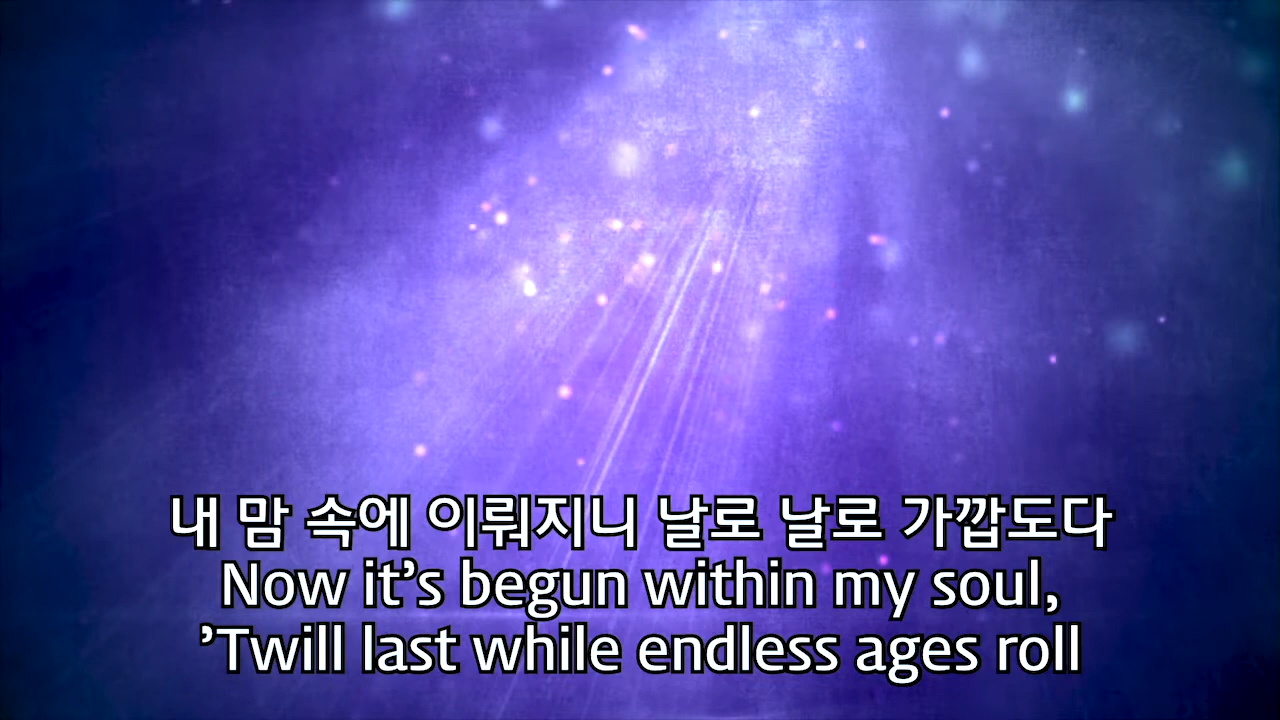 내 맘 속에 이뤄지니 날로 날로 가깝도다
Now it’s begun within my soul,
’Twill last while endless ages roll